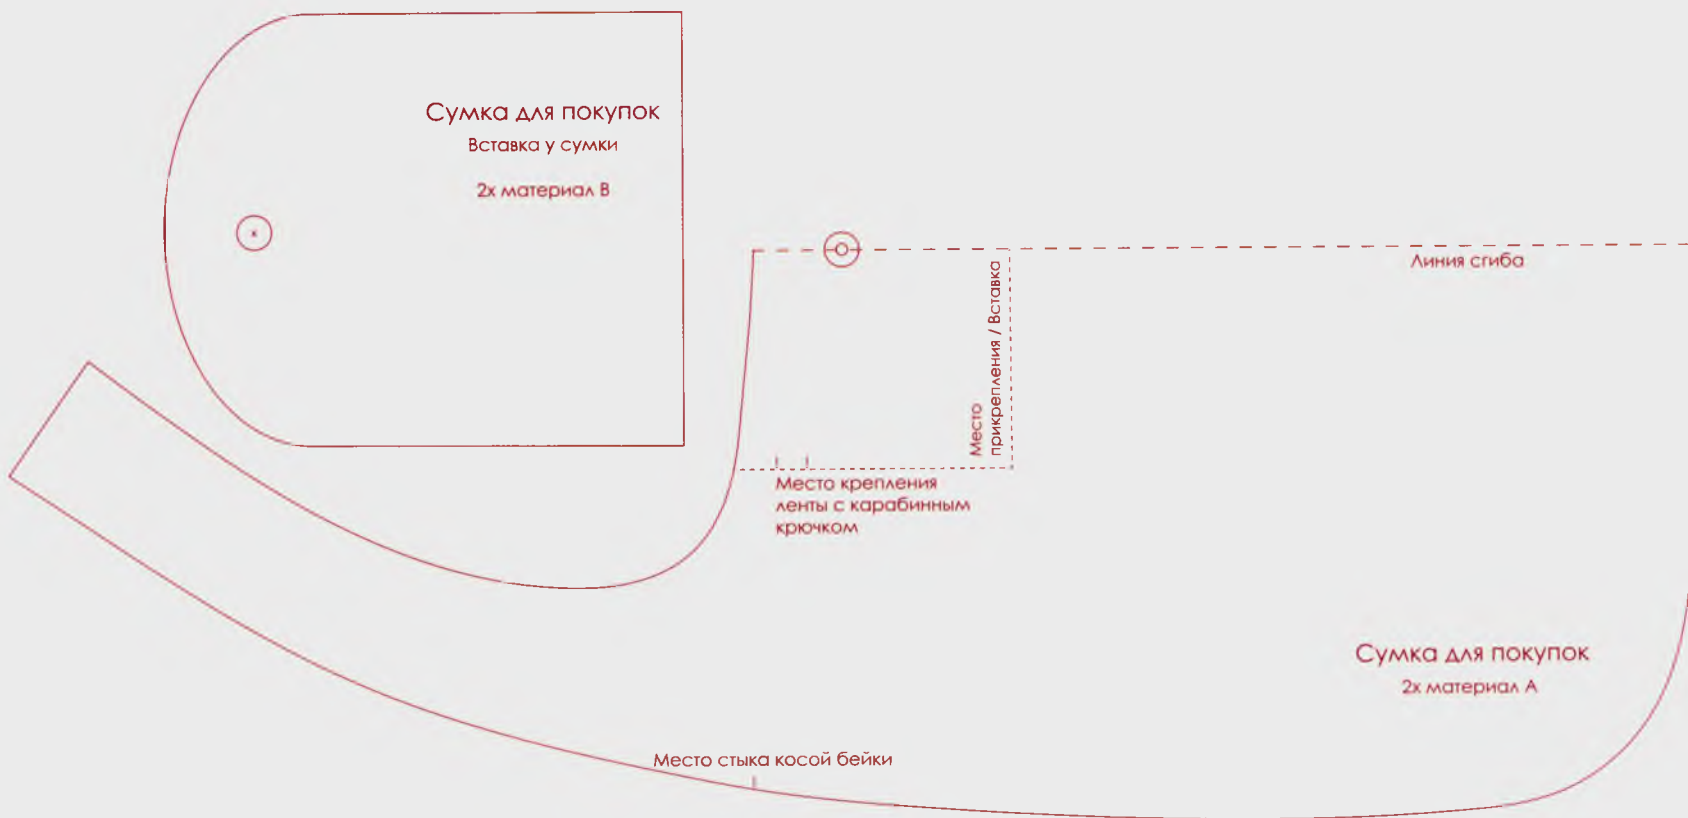 Сумка для покупок
Вставка у сумки
2х материал В
Линия сгиба
Место
прикрепления / Вставка
Место крепления
ленты с карабинным
крючком
Сумка для покупок
2х материал А
Место стыка косой бейки